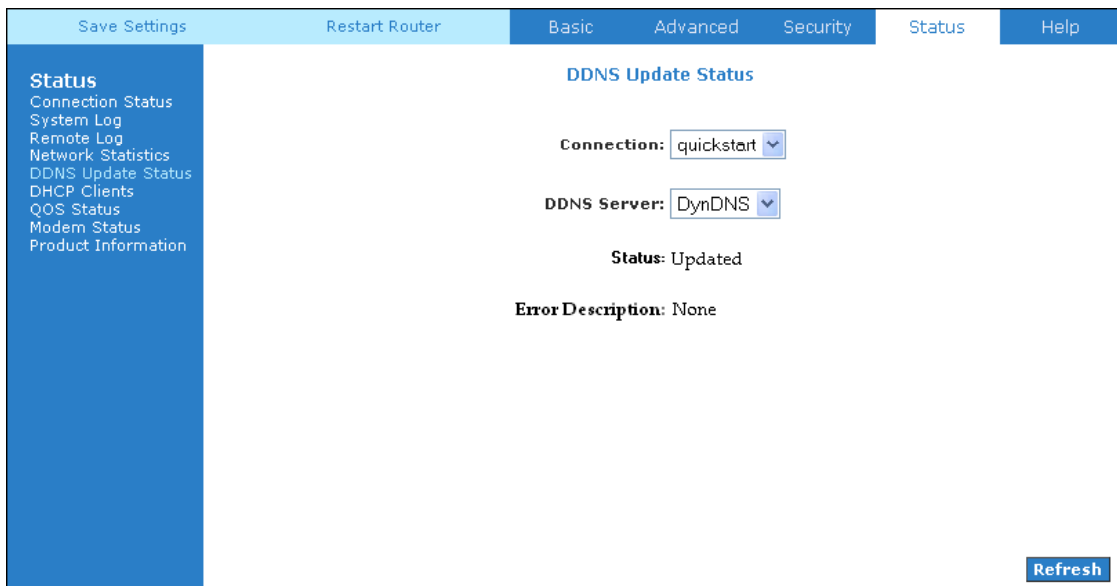 Save Settings Restart Router Basic Advanced Security Status Help
Status
Connection Status
System Log
Remote Log
Network Statistics
DDNS Update Status
DHCP Clients
QOS Status
Modem Status
Product Information
DDNS Update Status
Connection: quickstart
DDNS Server: DynDNS
Status: Updated
Error Description: None
Refresh